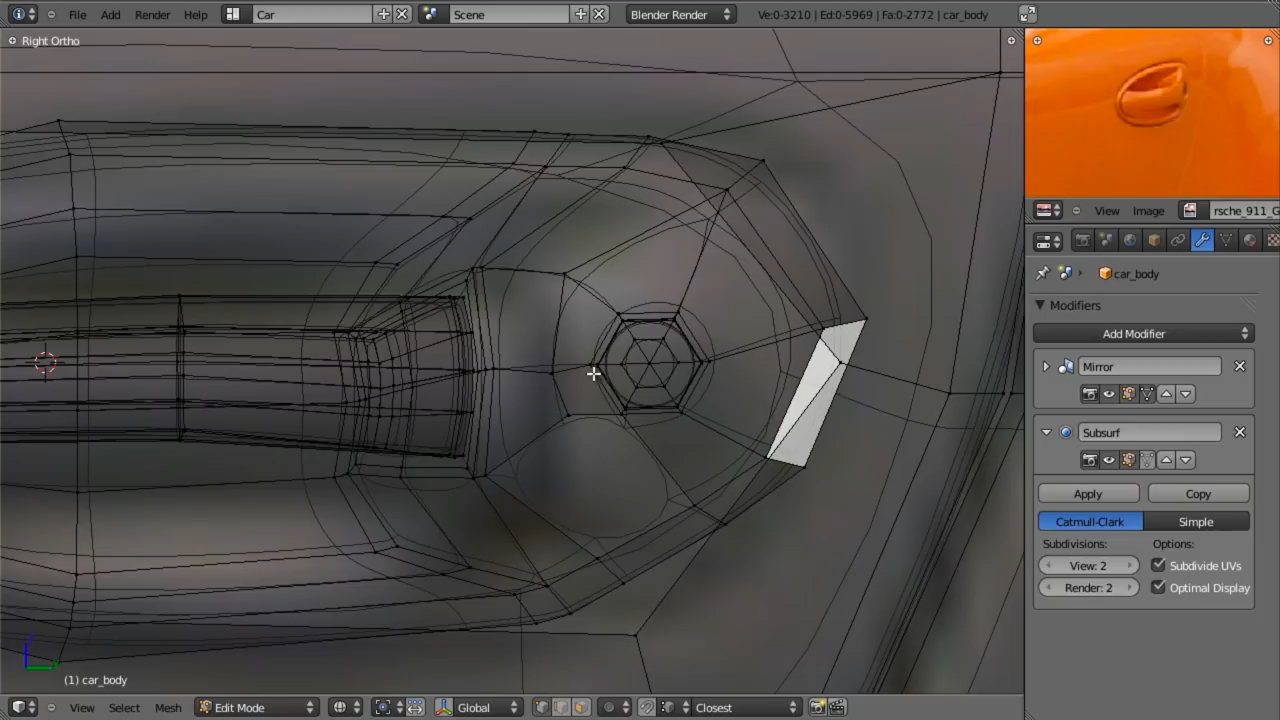 File Add Render Help Car Scene Blender Render Ve:0-3210 | Ed:0-5969 | Fa:0-2772 | car_body
Right Ortho
View Image rsche_911_G
car_body
Modifiers
Add Modifier
Mirror
Subsurf
Apply Copy
Catmull-Clark Simple
Subdivisions: Options:
View: 2 Subdivide UVs
Render: 2 Optimal Display
(1) car_body
View Select Mesh Edit Mode Global Closest